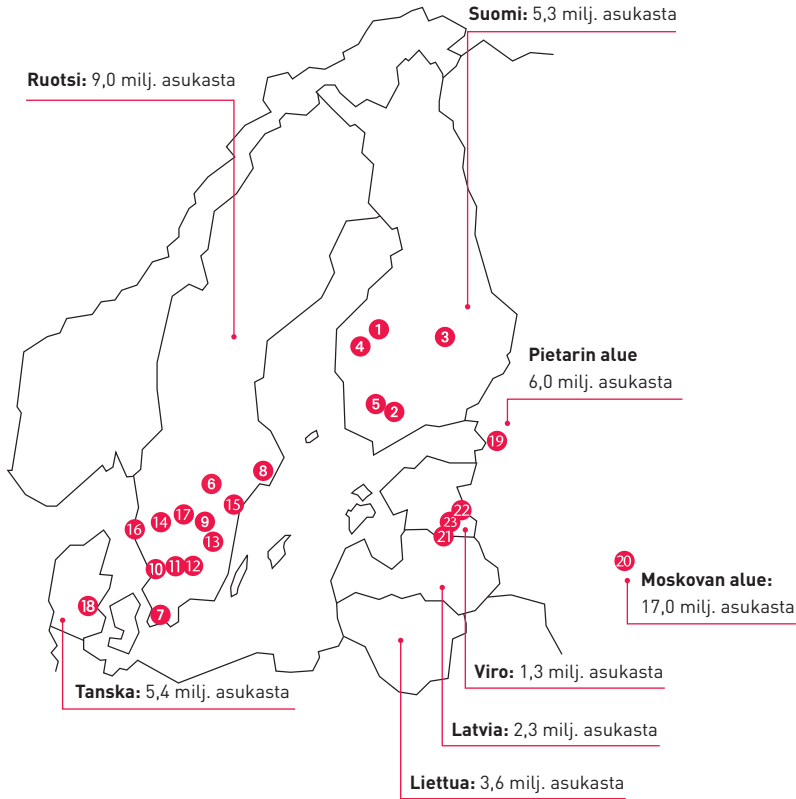 Suomi: 5,3 milj. asukasta
Ruotsi: 9,0 milj. asukasta
1
3
4
Pietarin alue
6,0 milj. asukasta
5
2
19
8
6
15
22
17
14
9
23
16
13
21
20
10
11
12
Moskovan alue:
17,0 milj. asukasta
18
7
Viro: 1,3 milj. asukasta
Tanska: 5,4 milj. asukasta
Latvia: 2,3 milj. asukasta
Liettua: 3,6 milj. asukasta